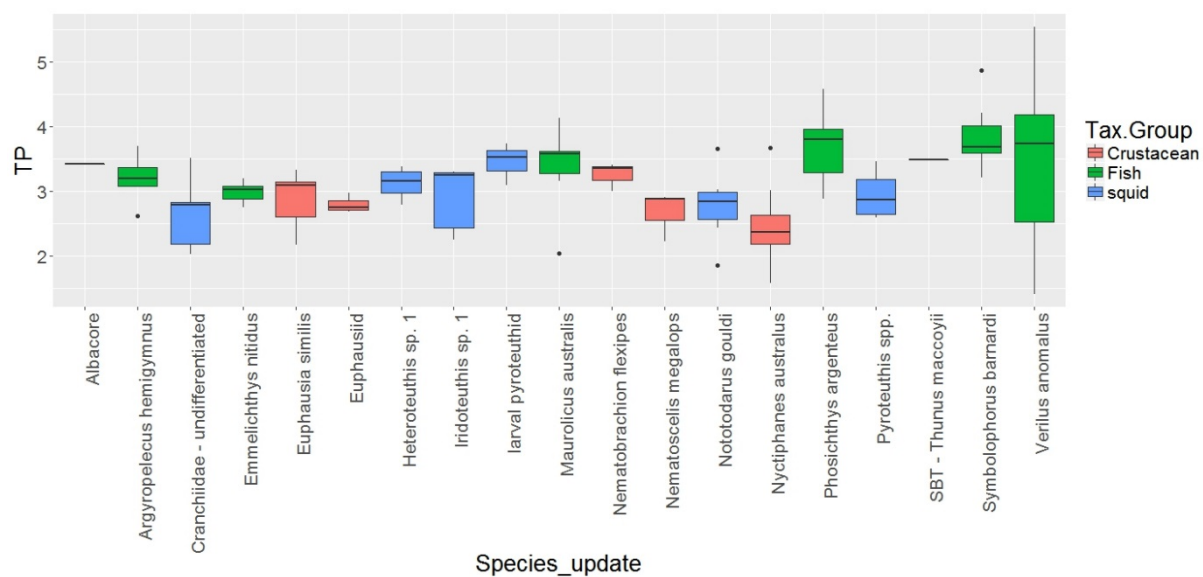 5
4
3
2
TP
Albacore
Argyropelecus hemigymnus
Cranchiidae - undifferentiated
Emmelichthys nitidus
Euphausia similis
Euphausiid
Heteroteuthis sp. 1
Iridoteuthis sp. 1
larval pyroteuthid
Maurolicus australis
Nematobrachion flexipes
Nematoscelis megalops
Nototodarus gouldi
Nyctiphanes australus
Phosichthys argenteus
Pyroteuthis spp.
SBT - Thunus maccoyii
Symbolophorus barnardi
Verilus anomalus
Species_update
Tax.Group
Crustacean
Fish
squid